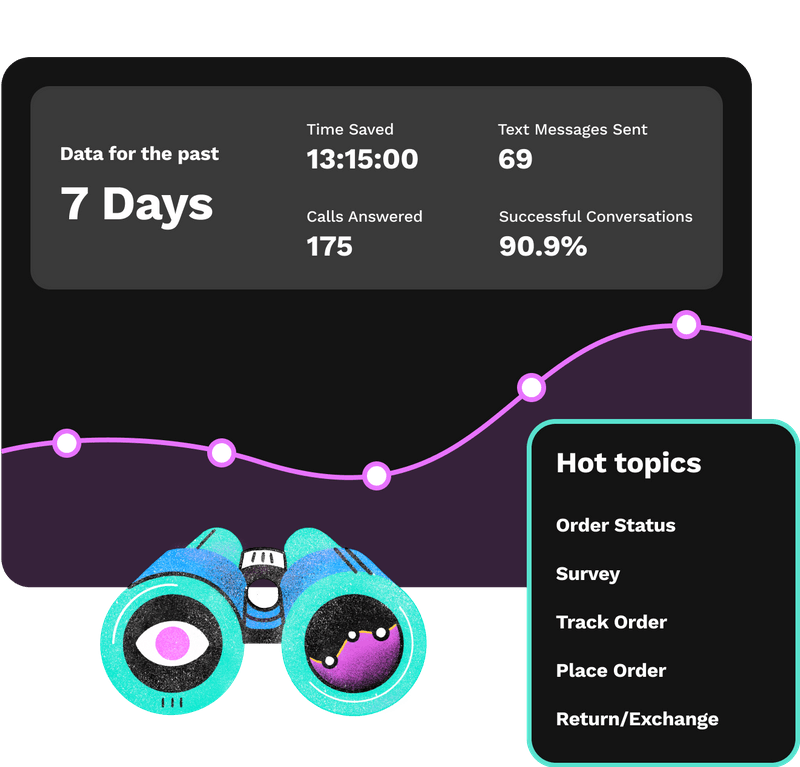 Data for the past
7 Days
Time Saved
13:15:00
Text Messages Sent
69
Calls Answered
175
Successful Conversations
90.9%
Hot topics
Order Status
Survey
Track Order
Place Order
Return/Exchange